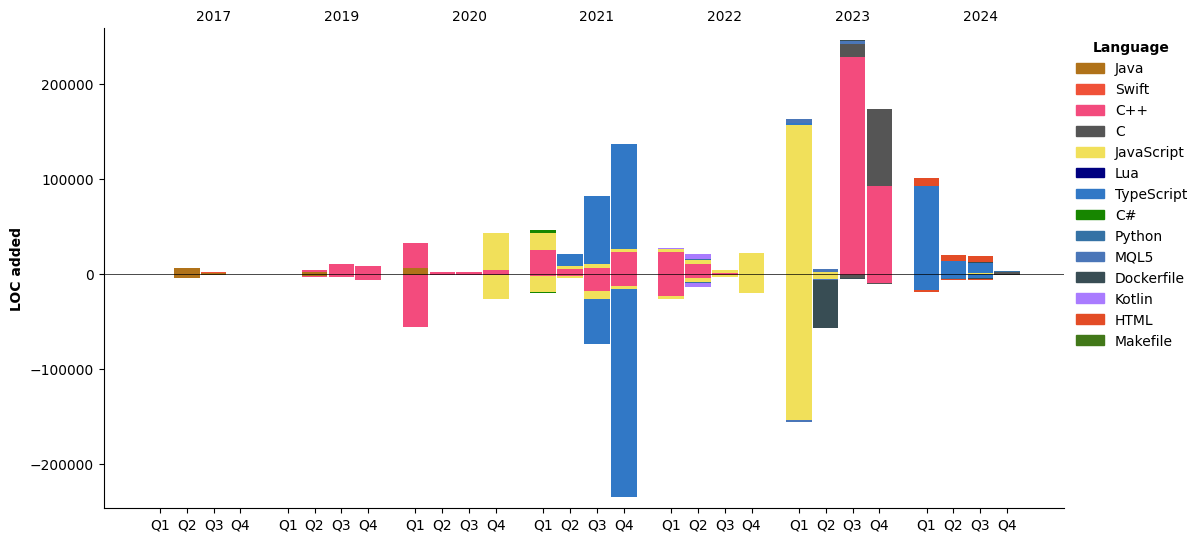 2017 2019 2020 2021 2022 2023 2024
LOC added
200000
100000
0
−100000
−200000
Q1 Q2 Q3 Q4 Q1 Q2 Q3 Q4 Q1 Q2 Q3 Q4 Q1 Q2 Q3 Q4 Q1 Q2 Q3 Q4 Q1 Q2 Q3 Q4 Q1 Q2 Q3 Q4
Language
Java
Swift
C++
C
JavaScript
Lua
TypeScript
C#
Python
MQL5
Dockerfile
Kotlin
HTML
Makefile